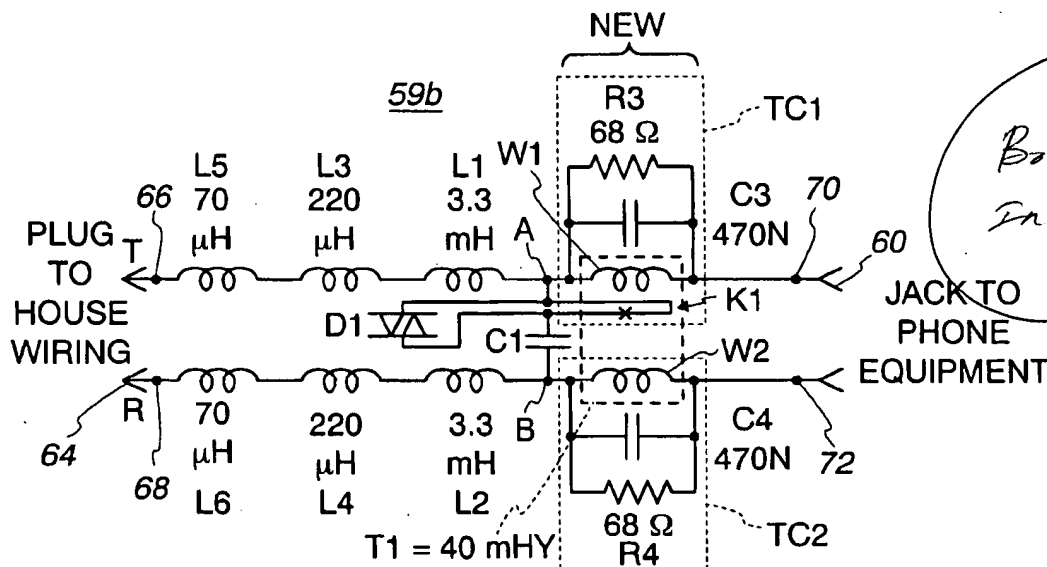 NEW
59b
R3
68 Ω
TC1
W1
L5
70
μH
L3
220
μH
L1
3.3
mH
C3
470N
66
70
60
A
PLUG
TO
HOUSE
WIRING
T
D1
C1
K1
JACK TO
PHONE
EQUIPMENT
W2
R
B
64
68
70
μH
L6
220
μH
L4
3.3
mH
L2
C4
470N
72
68 Ω
R4
T1 = 40 mHY
TC2
In